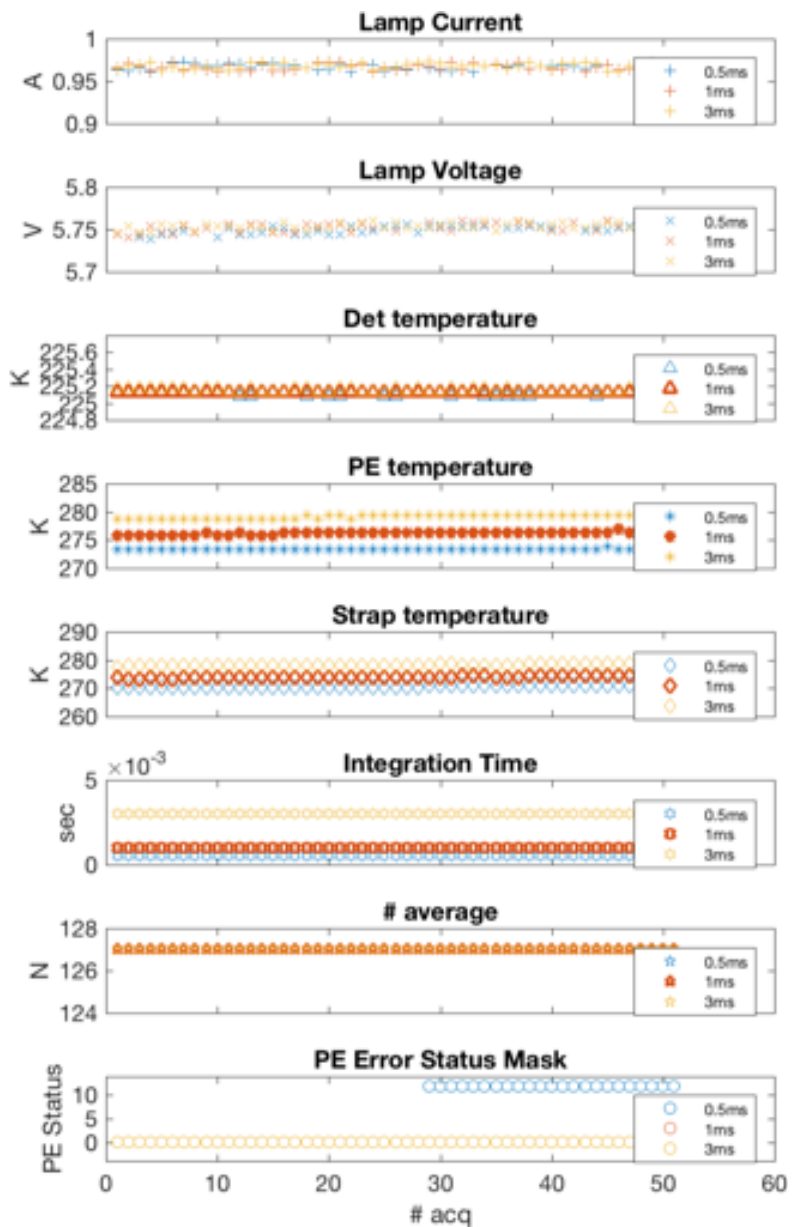 Lamp Current
1
0.95
0.9
A
0.5ms
1ms
3ms
Lamp Voltage
5.8
5.75
5.7
V
0.5ms
1ms
3ms
Det temperature
225.6
225.4
225.2
225
224.8
K
0.5ms
1ms
3ms
PE temperature
285
280
275
270
K
0.5ms
1ms
3ms
Strap temperature
290
280
270
260
K
0.5ms
1ms
3ms
×10-3
Integration Time
5
0
sec
0.5ms
1ms
3ms
# average
128
126
124
N
0.5ms
1ms
3ms
PE Error Status Mask
10
5
0
PE Status
0.5ms
1ms
3ms
0 10 20 30 40 50 60
# acq